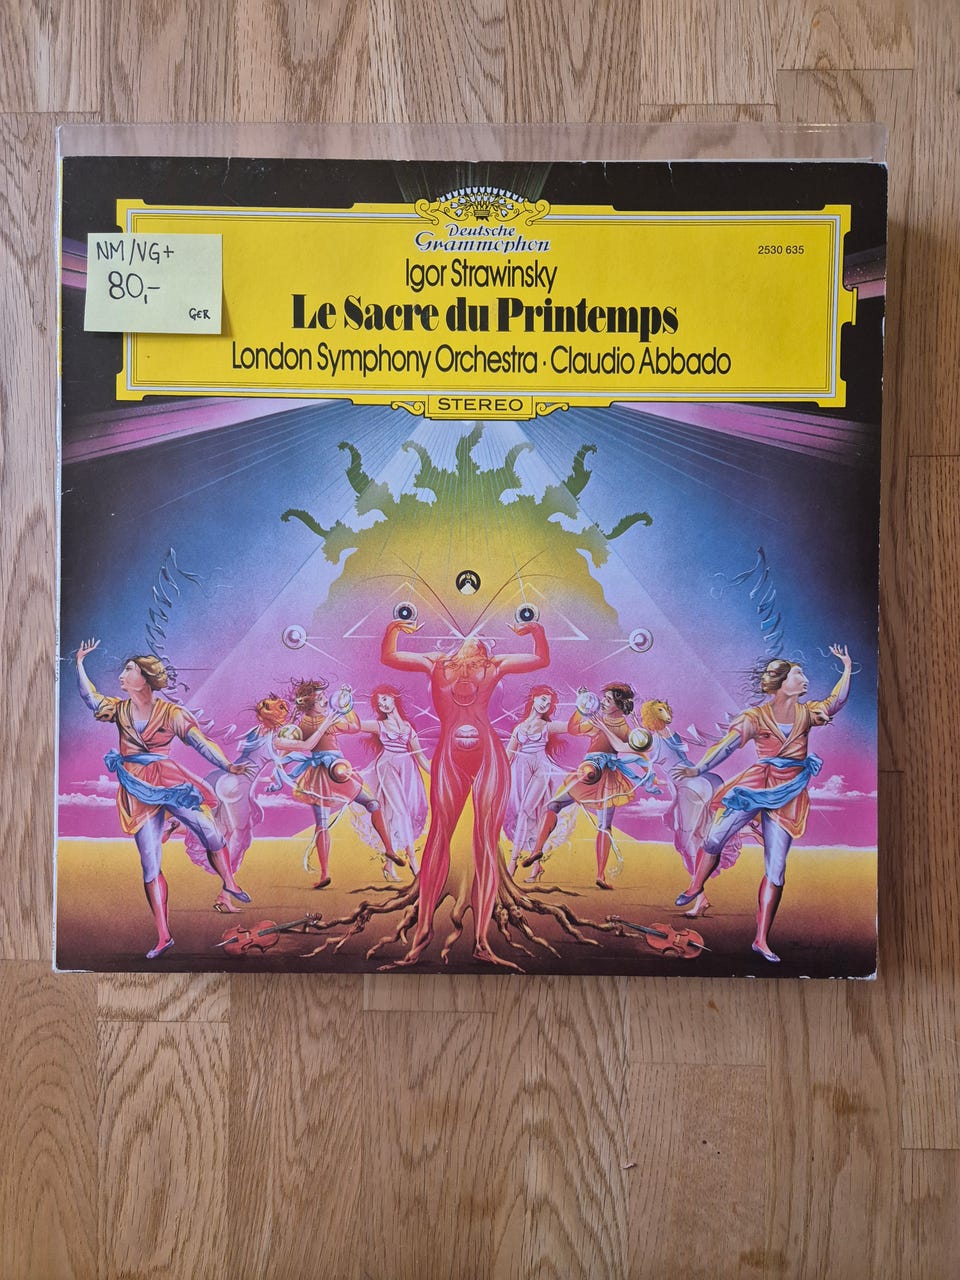 Deutsche
Grammophon
2530 635
Igor Strawinsky
Le Sacre du Printemps
London Symphony Orchestra · Claudio Abbado
STEREO
NM/VG+
80,-
GER